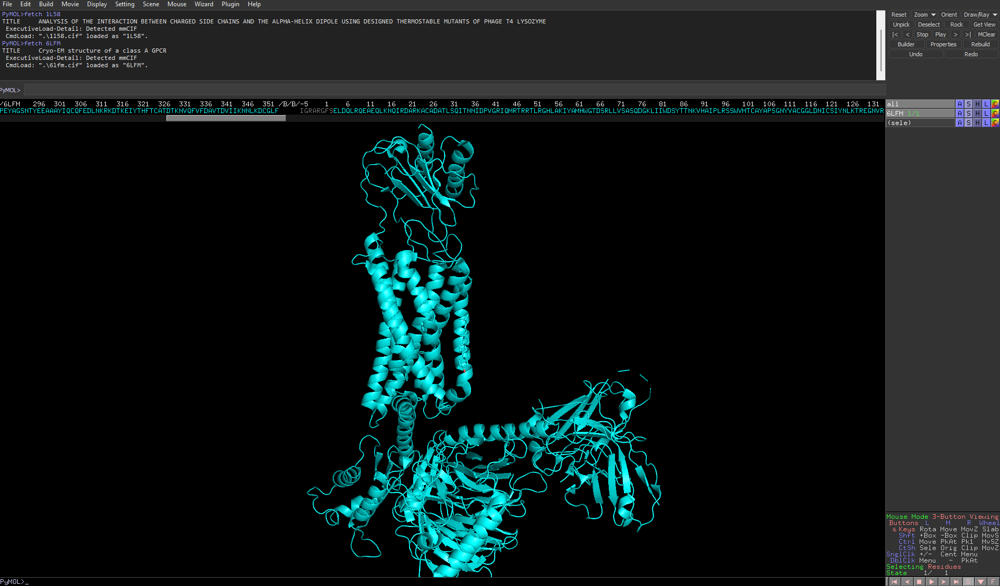 File Edit Build Movie Display Setting Scene Mouse Wizard Plugin Help
PyMOL>fetch 1L58
TITLE ANALYSIS OF THE INTERACTION BETWEEN CHARGED SIDE CHAINS AND THE ALPHA-HELIX DIPOLE USING DESIGNED THERMOSTABLE MUTANTS OF PHAGE T4 LYSOZYME
ExecutiveLoad-Detail: Detected mmCIF
CmdLoad: ".\1l58.cif" loaded as "1L58".
PyMOL>fetch 6LFM
TITLE Cryo-EM structure of a class A GPCR
ExecutiveLoad-Detail: Detected mmCIF
CmdLoad: ".\6lfm.cif" loaded as "6LFM".
Reset Zoom Orient Draw/Ray
Unpick Deselect Rock Get View
|< < Stop Play > >| MClear
Builder Properties Rebuild
Undo Redo
PyMOL>
/6LFM 296 301 306 311 316 321 326 331 336 341 346 351 /B/B/-5 1 6 11 16 21 26 31 36 41 46 51 56 61 66 71 76 81 86 91 96 101 106 111 116 121 126 131
PEYAGSNTYEEAAAYIQCQFEDLNKRKDTKEIYTHFTCATDTKNVQFVFDAVTDVIIKNNLKDCGLF IGRARGFSELDQLRQEAEQLKNQIRDARKACADATLSQITNNIDPVGRIQMRTRRTLRGHLAKIYAMHWGTDSRLLVSASQDGKLIIWDSYTTNKVHAIPLRSSWVMTCAYAPSGNYVACGGLDNICSIYNLKTREGNVR
all A S H L C
6LFM 1/1 A S H L C
(sele) A S H L C
Mouse Mode 3-Button Viewing
Buttons L M R Wheel
& Keys Rota Move MovZ Slab
Shft +Box -Box Clip MovS
Ctrl Move PkAt Pk1 MvSZ
CtSh Sele Orig Clip MovZ
SnglClk +/- Cent Menu
DblClk Menu - PkAt
Selecting Residues
State 1/ 1
S F
PyMOL>_